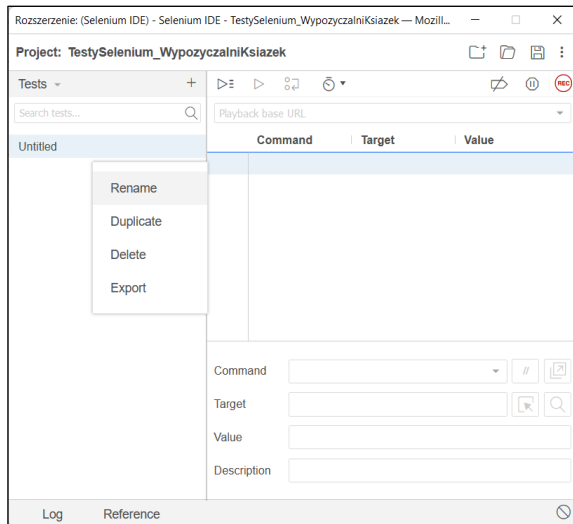 Rozszerzenie: (Selenium IDE) - Selenium IDE - TestySelenium_WypozyczalniKsiazek — Mozill...
Project: TestySelenium_WypozyczalniKsiazek
Tests
Search tests...
Playback base URL
REC
Command Target Value
Untitled
Rename
Duplicate
Delete
Export
Command
//
Target
Value
Description
Log Reference